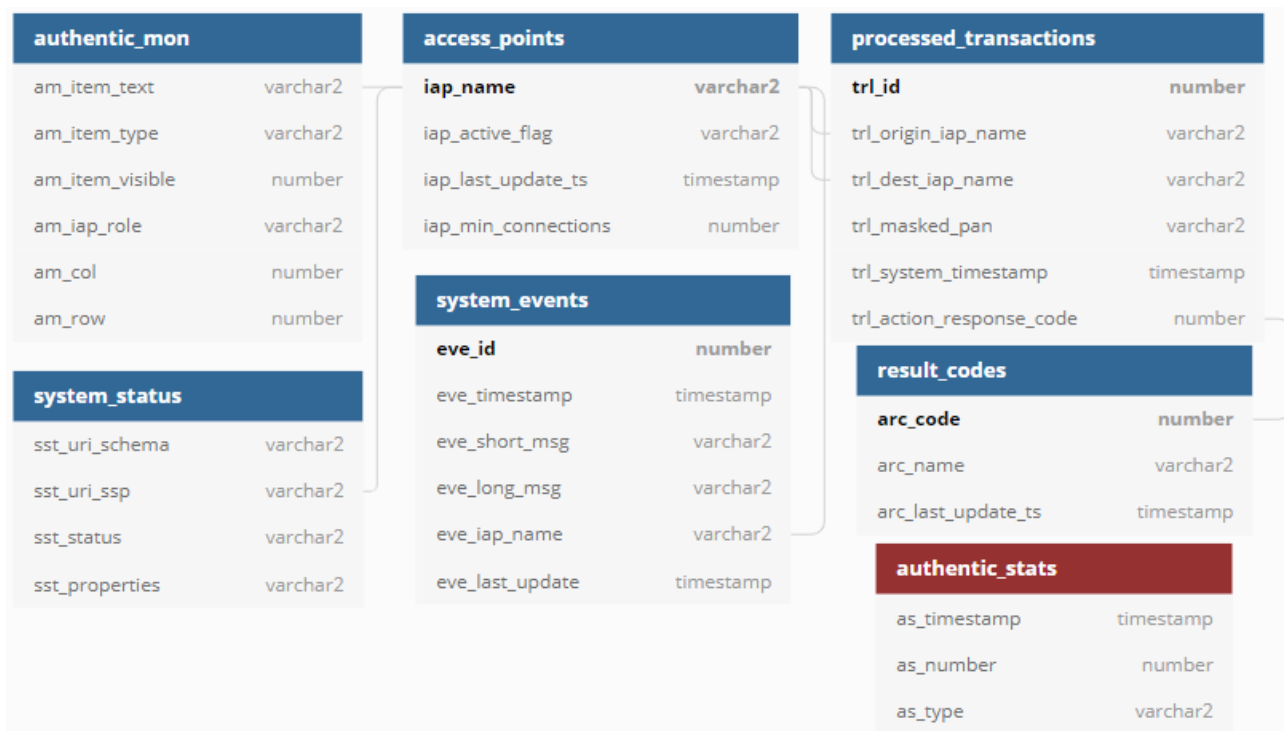 authentic_mon
am_item_text varchar2
am_item_type varchar2
am_item_visible number
am_iap_role varchar2
am_col number
am_row number
system_status
sst_uri_schema varchar2
sst_uri_ssp varchar2
sst_status varchar2
sst_properties varchar2
access_points
iap_name varchar2
iap_active_flag varchar2
iap_last_update_ts timestamp
iap_min_connections number
system_events
eve_id number
eve_timestamp timestamp
eve_short_msg varchar2
eve_long_msg varchar2
eve_iap_name varchar2
eve_last_update timestamp
processed_transactions
trl_id number
trl_origin_iap_name varchar2
trl_dest_iap_name varchar2
trl_masked_pan varchar2
trl_system_timestamp timestamp
trl_action_response_code number
result_codes
arc_code number
arc_name varchar2
arc_last_update_ts timestamp
authentic_stats
as_timestamp timestamp
as_number number
as_type varchar2